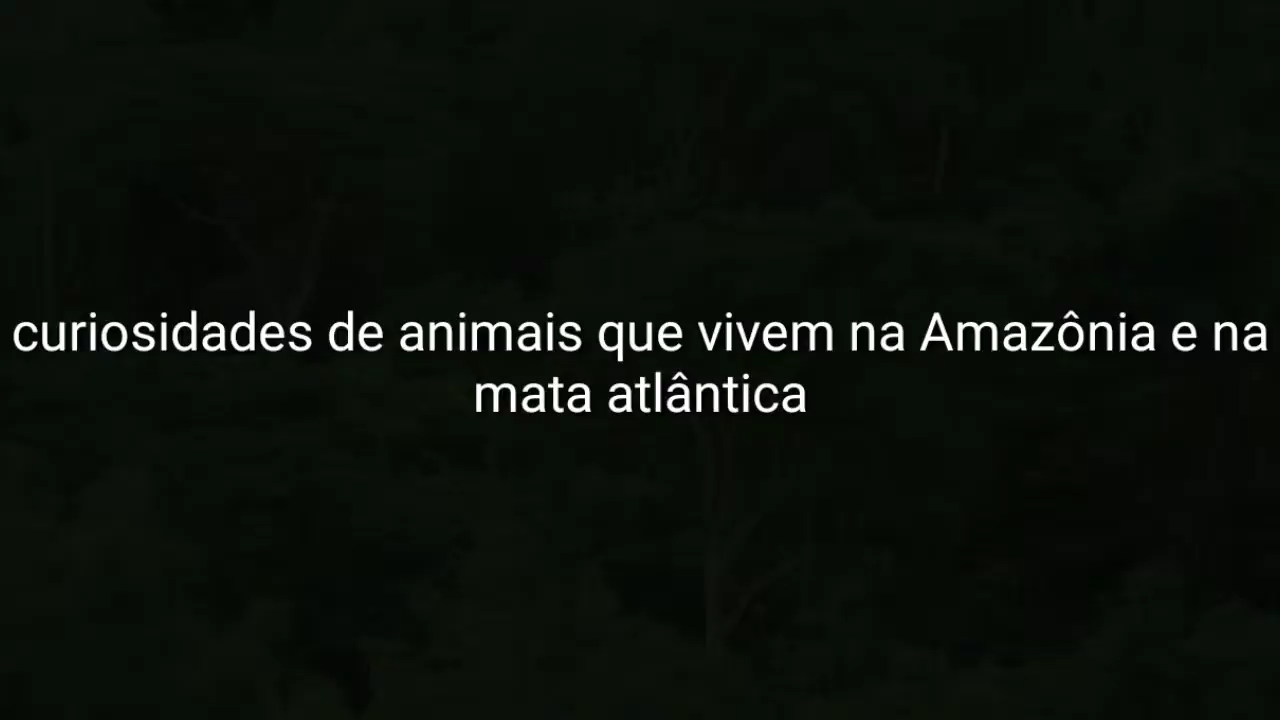 curiosidades de animais que vivem na Amazônia e na
mata atlântica